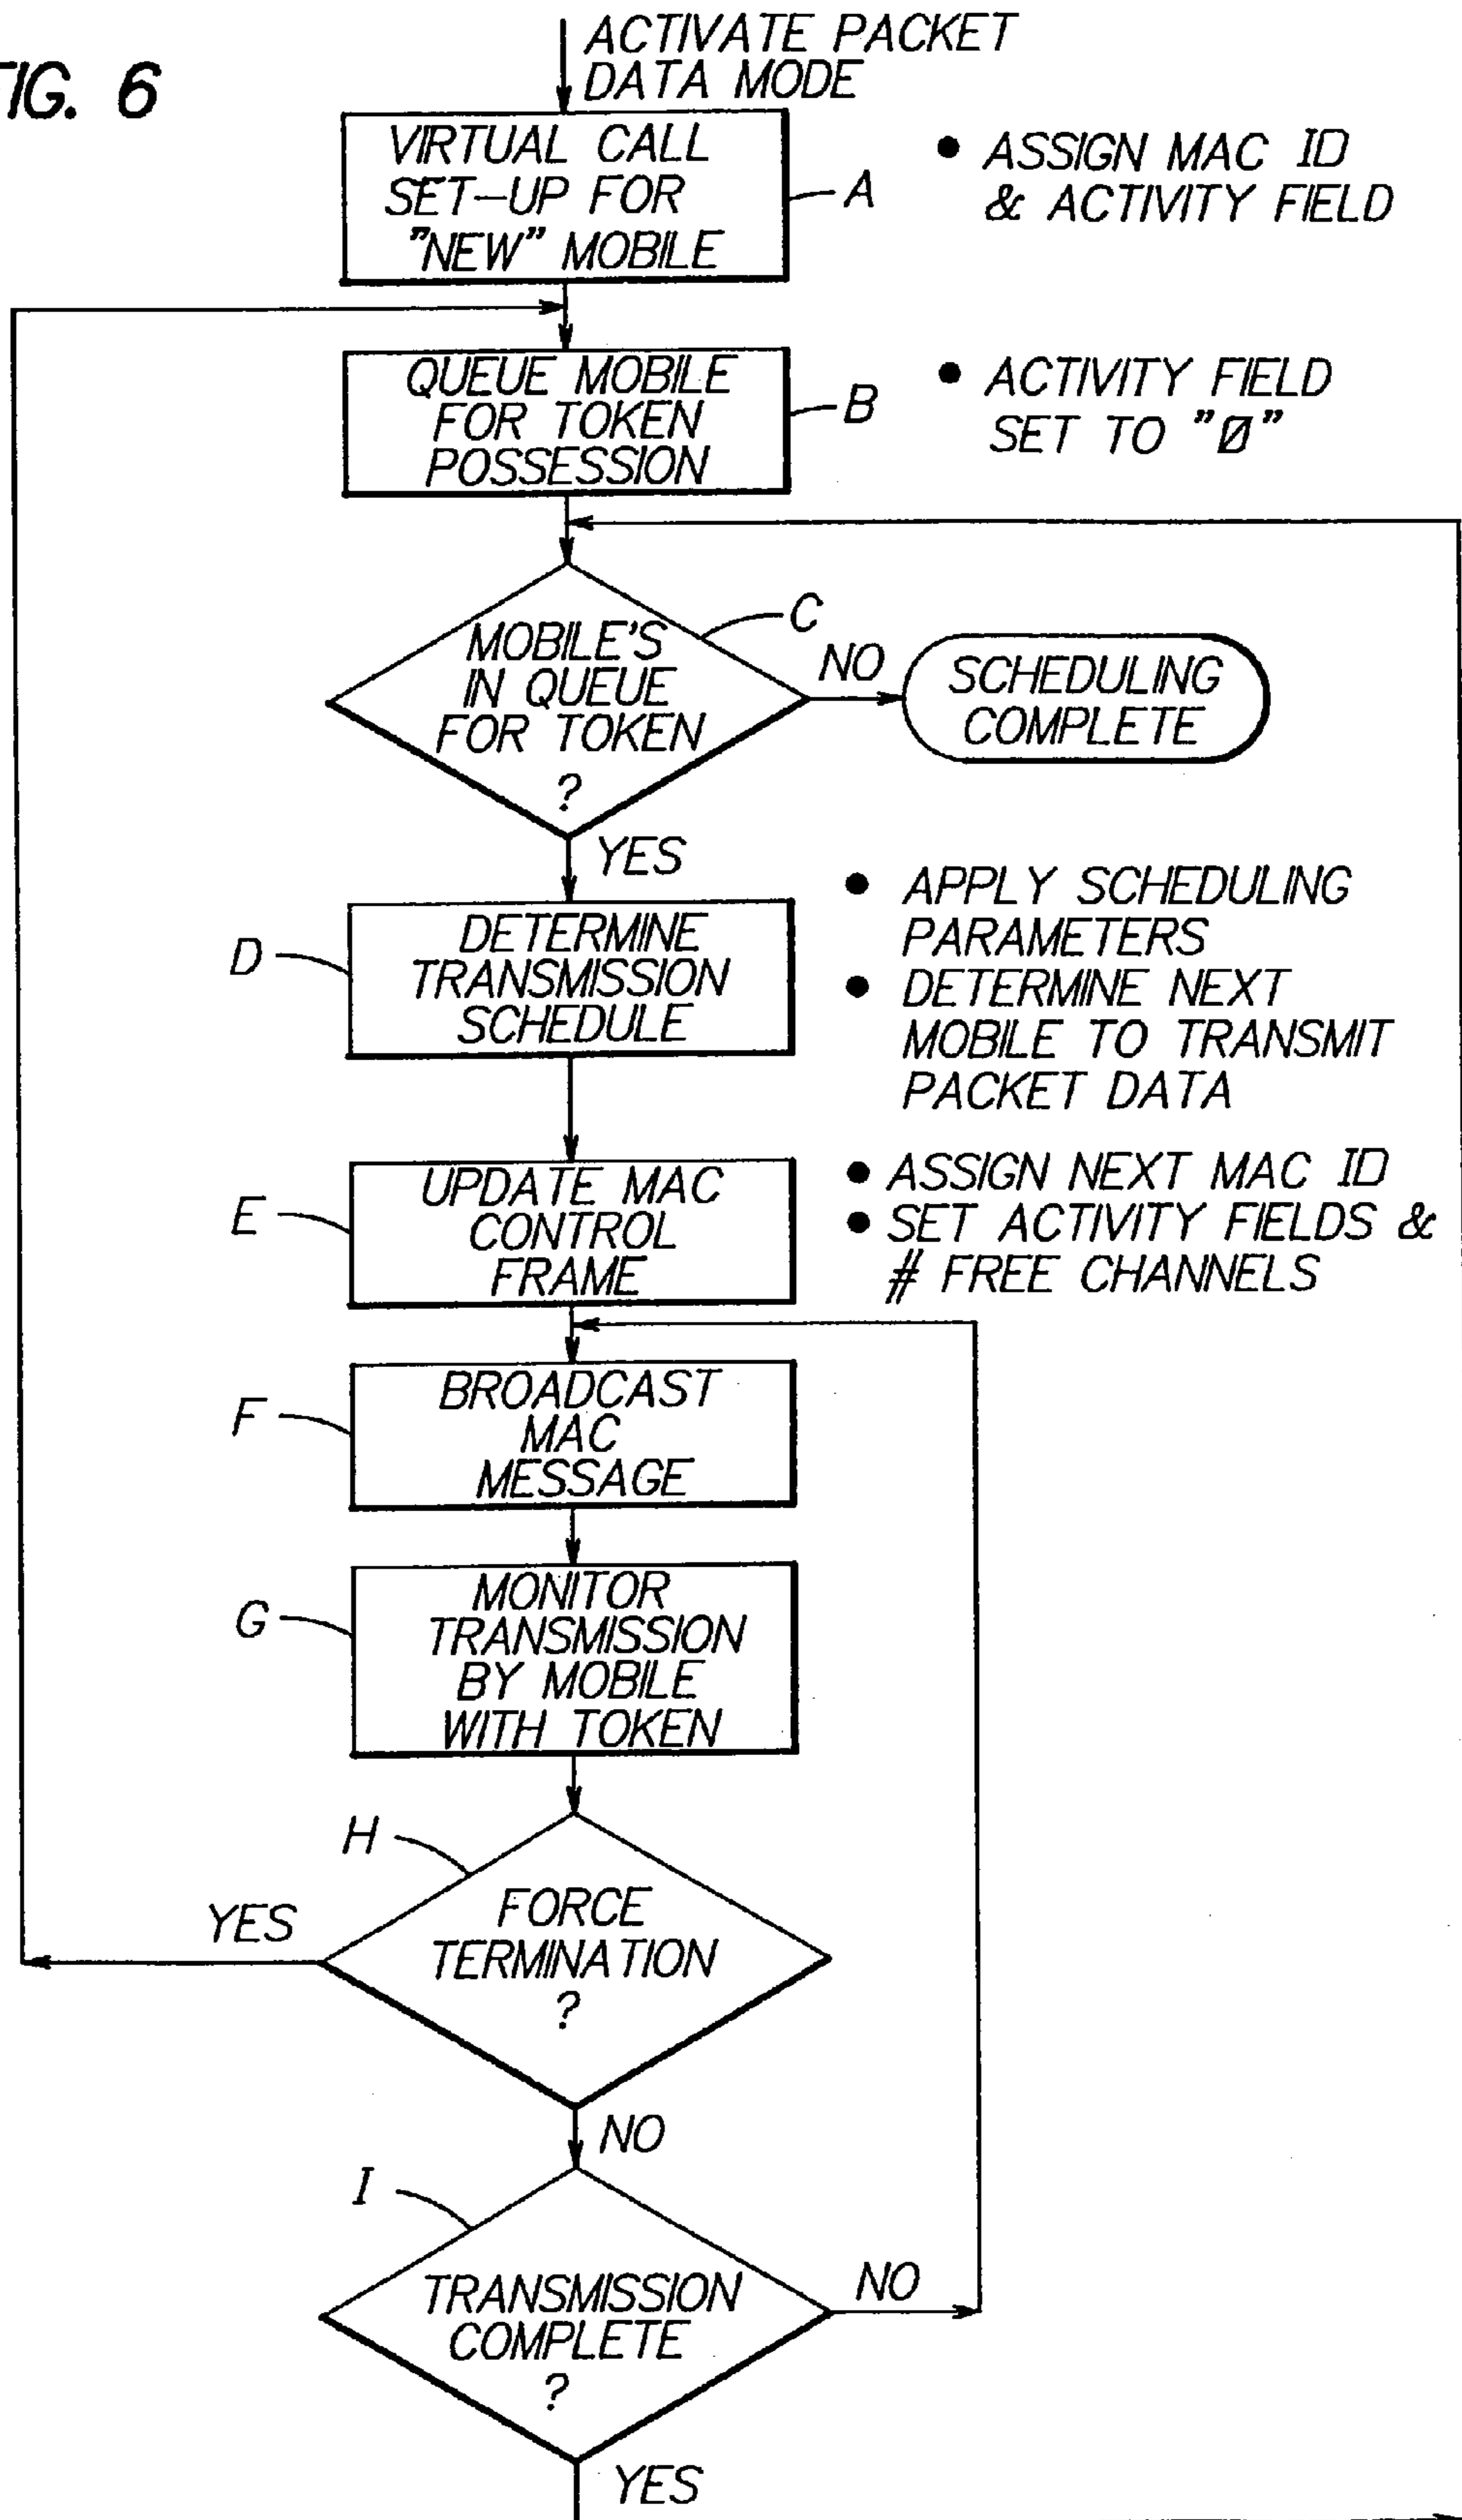 FIG. 6
ACTIVATE PACKET
DATA MODE
VIRTUAL CALL
SET-UP FOR
"NEW" MOBILE
A
• ASSIGN MAC ID
& ACTIVITY FIELD
QUEUE MOBILE
FOR TOKEN
POSSESSION
B
• ACTIVITY FIELD
SET TO "Ø"
MOBILE'S
IN QUEUE
FOR TOKEN
?
C
NO
SCHEDULING
COMPLETE
YES
D
DETERMINE
TRANSMISSION
SCHEDULE
• APPLY SCHEDULING
PARAMETERS
• DETERMINE NEXT
MOBILE TO TRANSMIT
PACKET DATA
E
UPDATE MAC
CONTROL
FRAME
• ASSIGN NEXT MAC ID
• SET ACTIVITY FIELDS &
# FREE CHANNELS
F
BROADCAST
MAC
MESSAGE
G
MONITOR
TRANSMISSION
BY MOBILE
WITH TOKEN
H
FORCE
TERMINATION
?
YES
NO
I
TRANSMISSION
COMPLETE
?
NO
YES